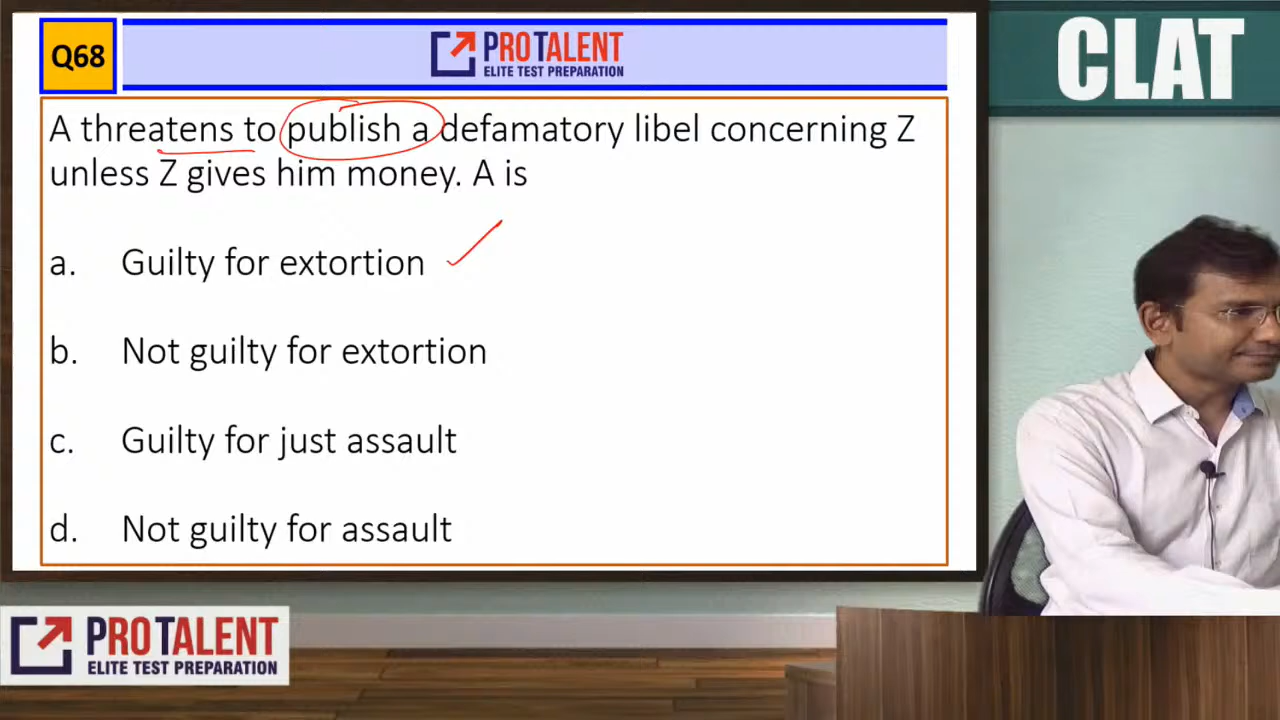 Q68
PROTALENT
ELITE TEST PREPARATION
CLAT
A threatens to publish a defamatory libel concerning Z
unless Z gives him money. A is
a. Guilty for extortion
b. Not guilty for extortion
c. Guilty for just assault
d. Not guilty for assault
PROTALENT
ELITE TEST PREPARATION